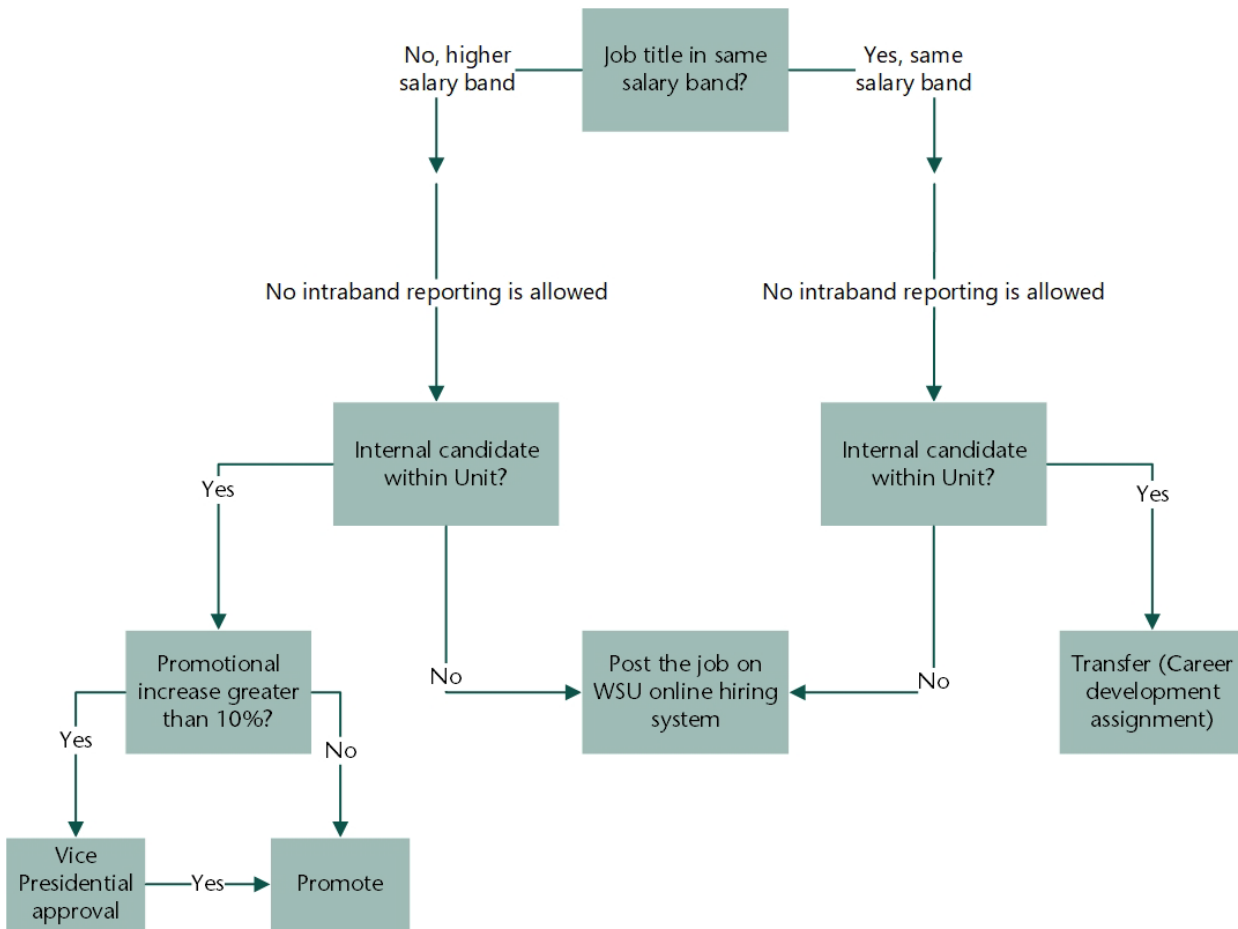 No, higher
salary band
Job title in same
salary band?
Yes, same
salary band
No intraband reporting is allowed
No intraband reporting is allowed
Internal candidate
within Unit?
Internal candidate
within Unit?
Yes
Yes
Promotional
increase greater
than 10%?
No
Post the job on
WSU online hiring
system
No
Transfer (Career
development
assignment)
Yes
No
Vice
Presidential
approval
Yes
Promote